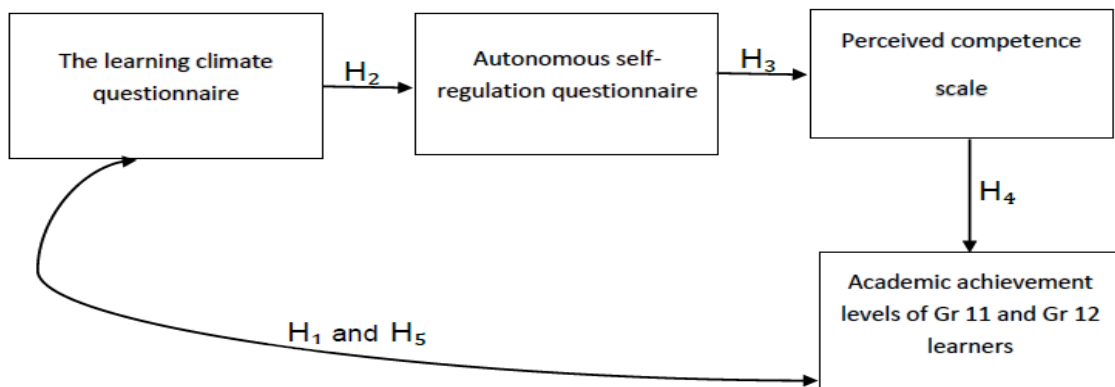 The learning climate
questionnaire
H₂
Autonomous self-
regulation questionnaire
H₃
Perceived competence
scale
H₄
Academic achievement
levels of Gr 11 and Gr 12
learners
H₁ and H₅